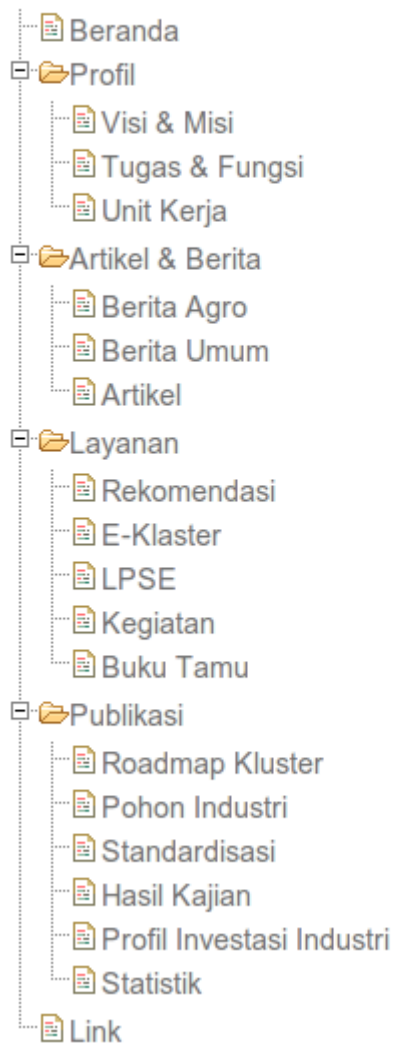 Beranda
Profil
Visi & Misi
Tugas & Fungsi
Unit Kerja
Artikel & Berita
Berita Agro
Berita Umum
Artikel
Layanan
Rekomendasi
E-Klaster
LPSE
Kegiatan
Buku Tamu
Publikasi
Roadmap Kluster
Pohon Industri
Standardisasi
Hasil Kajian
Profil Investasi Industri
Statistik
Link